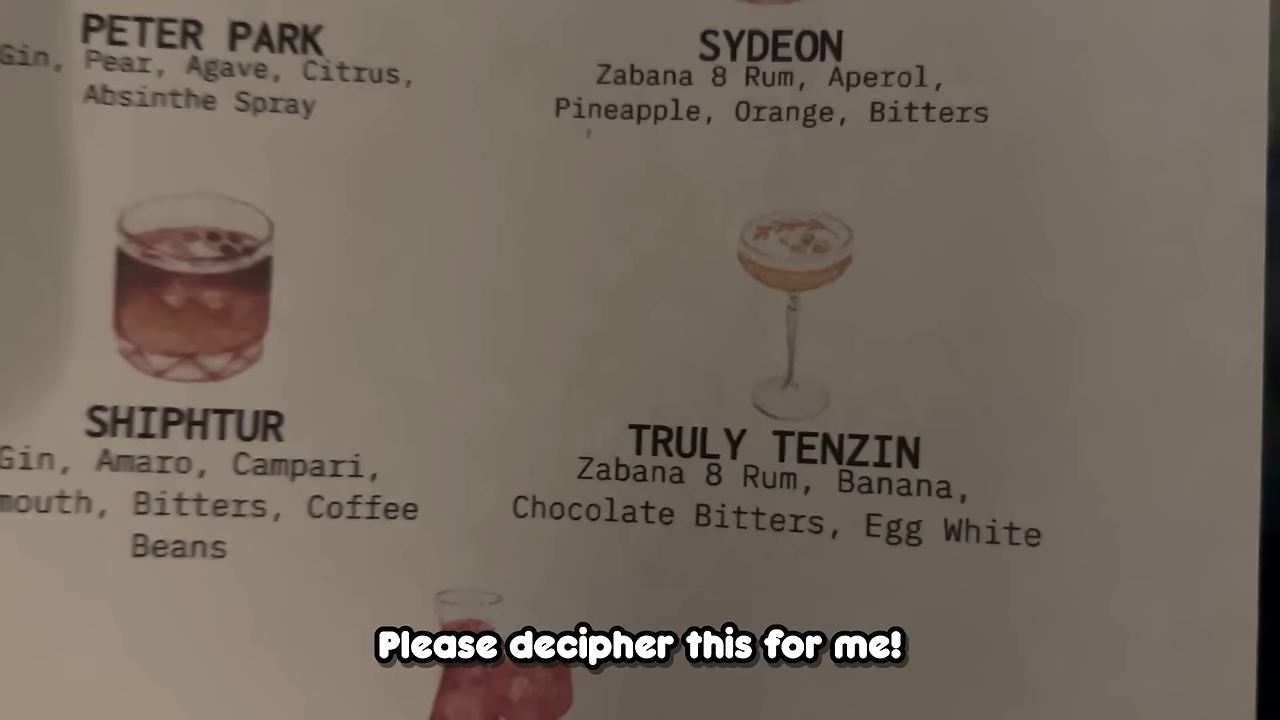 PETER PARK
Gin, Pear, Agave, Citrus,
Absinthe Spray
SYDEON
Zabana 8 Rum, Aperol,
Pineapple, Orange, Bitters
SHIPHTUR
Gin, Amaro, Campari,
mouth, Bitters, Coffee
Beans
TRULY TENZIN
Zabana 8 Rum, Banana,
Chocolate Bitters, Egg White
Please decipher this for me!